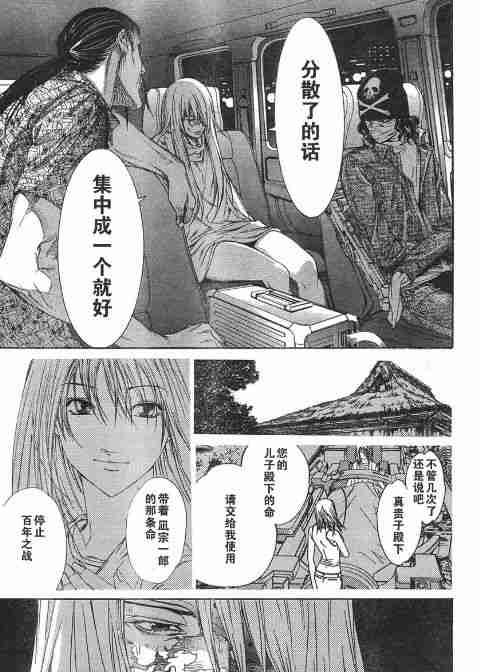 分散了的话
集中成一个就好
不管几次了
还是说吧
真贵子殿下
您的
儿子殿下的命
请交给我使用
带着 凪宗一郎
的那条命
停止
百年之战